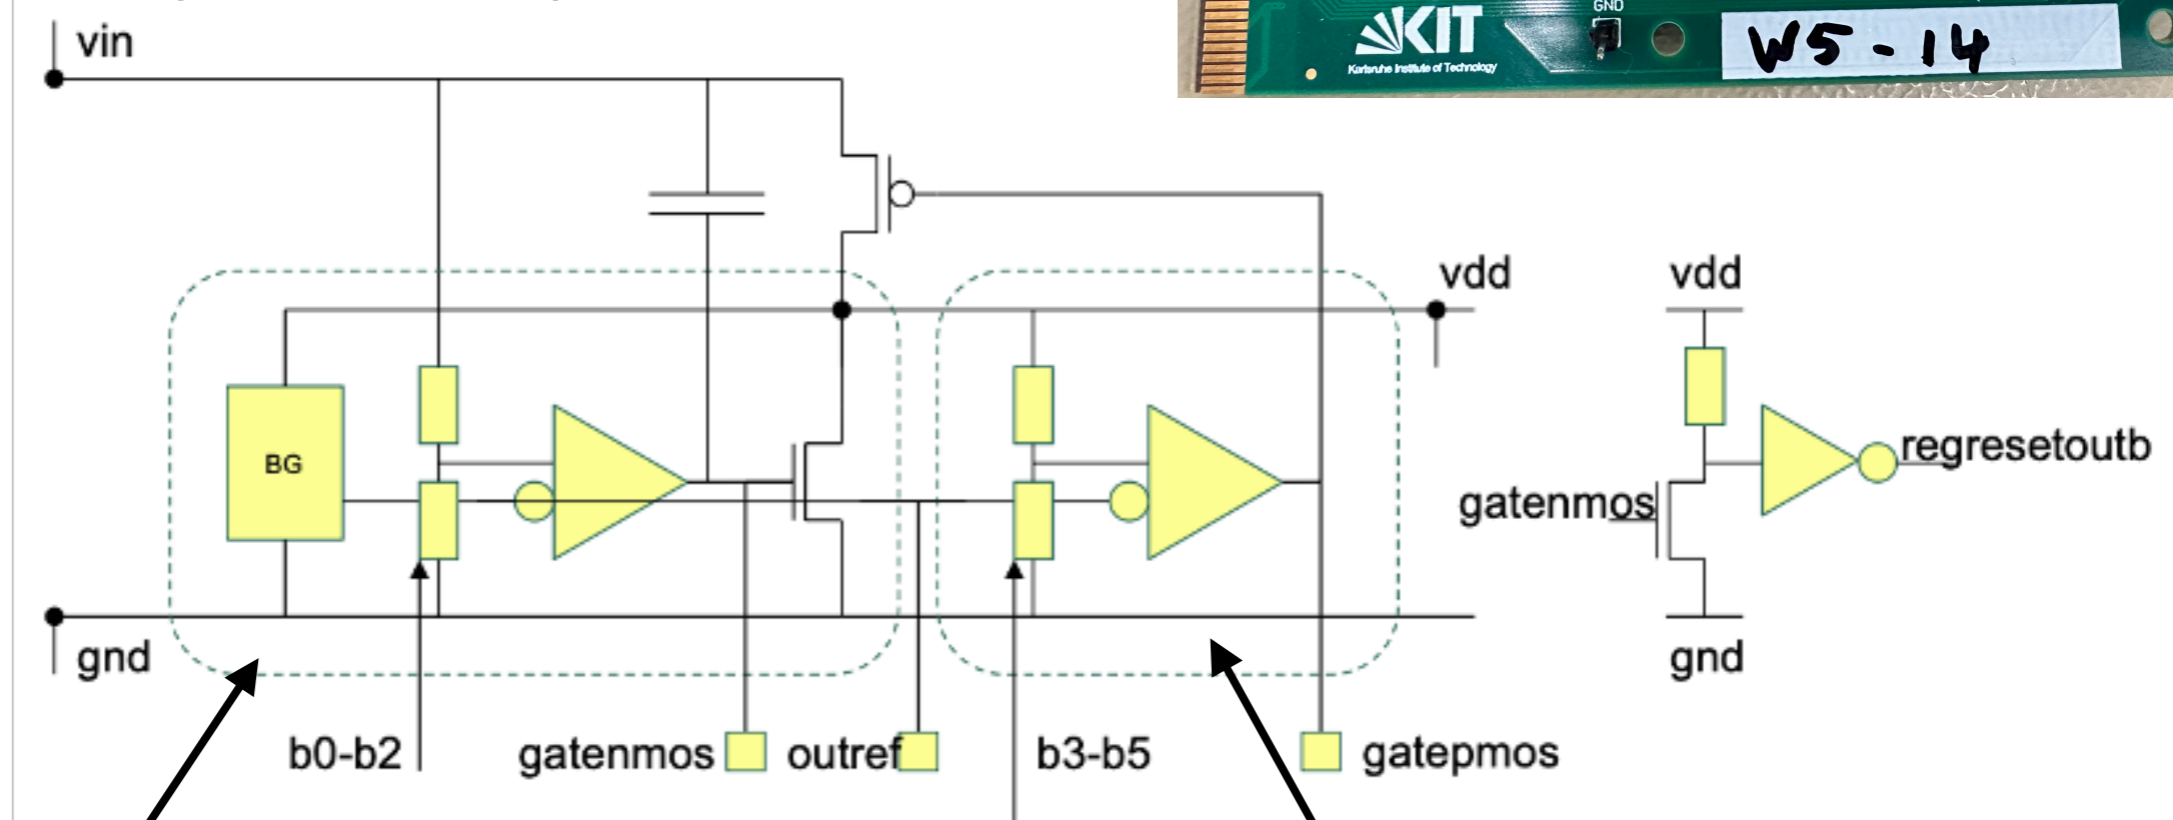 vin
GND
KIT
Karlsruhe Institute of Technology
W5-14
vdd
vdd
BG
regresetoutb
gatenmos
gnd
gnd
b0-b2
gatenmos
outref
b3-b5
gatepmos